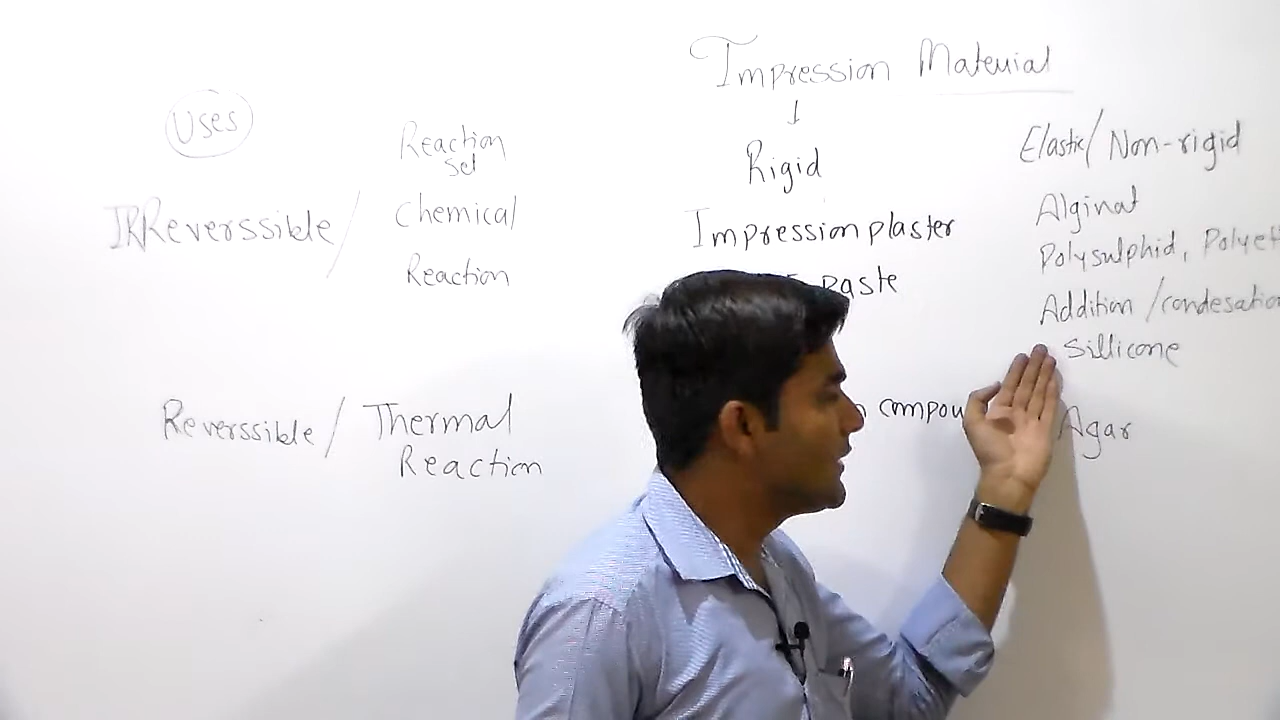 Impression Material
↓
Uses
Reaction
Set
Rigid
Elastic/ Non-rigid
IRReverssible /
Chemical
Reaction
Impression plaster
paste
Alginat
Polysulphid, Polyet
Addition /condesation
Sillicone
Reverssible / Thermal
Reaction
compou
Agar